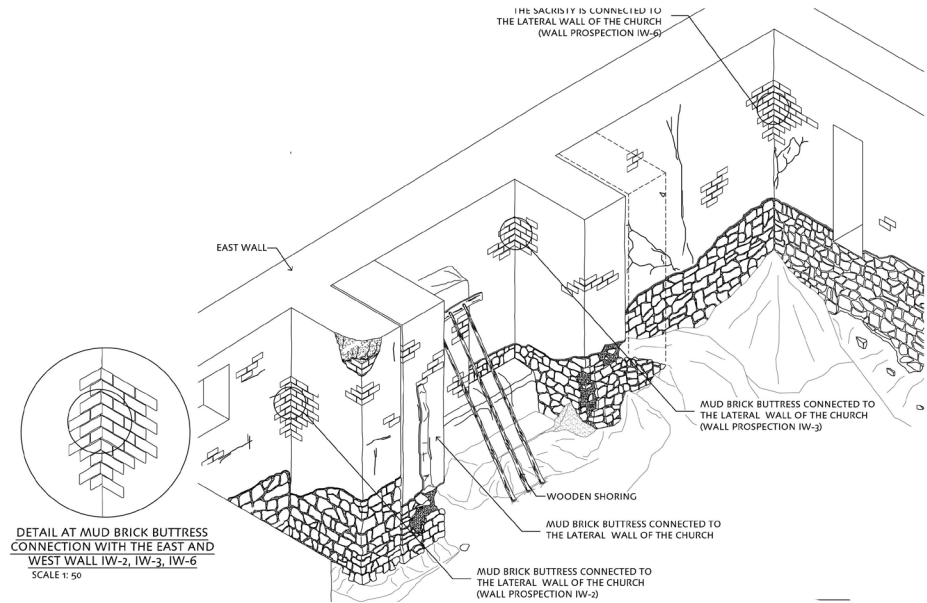 THE SACRISTY IS CONNECTED TO
THE LATERAL WALL OF THE CHURCH
(WALL PROSPECTION IW-6)
EAST WALL
MUD BRICK BUTTRESS CONNECTED TO
THE LATERAL WALL OF THE CHURCH
(WALL PROSPECTION IW-3)
WOODEN SHORING
MUD BRICK BUTTRESS CONNECTED TO
THE LATERAL WALL OF THE CHURCH
DETAIL AT MUD BRICK BUTTRESS
CONNECTION WITH THE EAST AND
WEST WALL IW-2, IW-3, IW-6
SCALE 1: 50
MUD BRICK BUTTRESS CONNECTED TO
THE LATERAL WALL OF THE CHURCH
(WALL PROSPECTION IW-2)